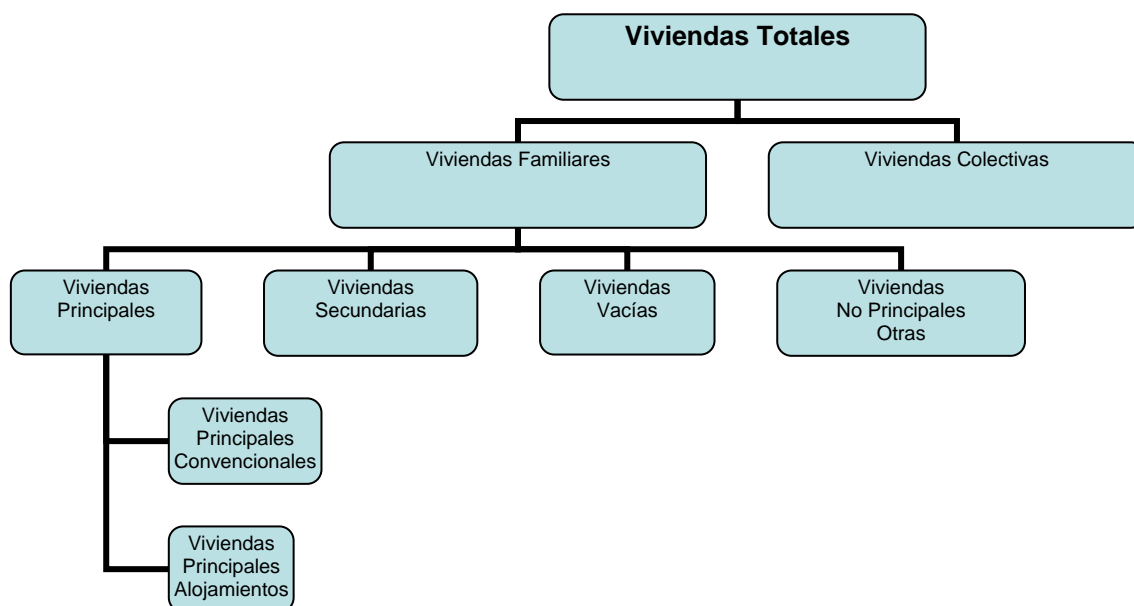 Viviendas Totales
Viviendas Familiares
Viviendas Colectivas
Viviendas
Principales
Viviendas
Secundarias
Viviendas
Vacías
Viviendas
No Principales
Otras
Viviendas
Principales
Convencionales
Viviendas
Principales
Alojamientos